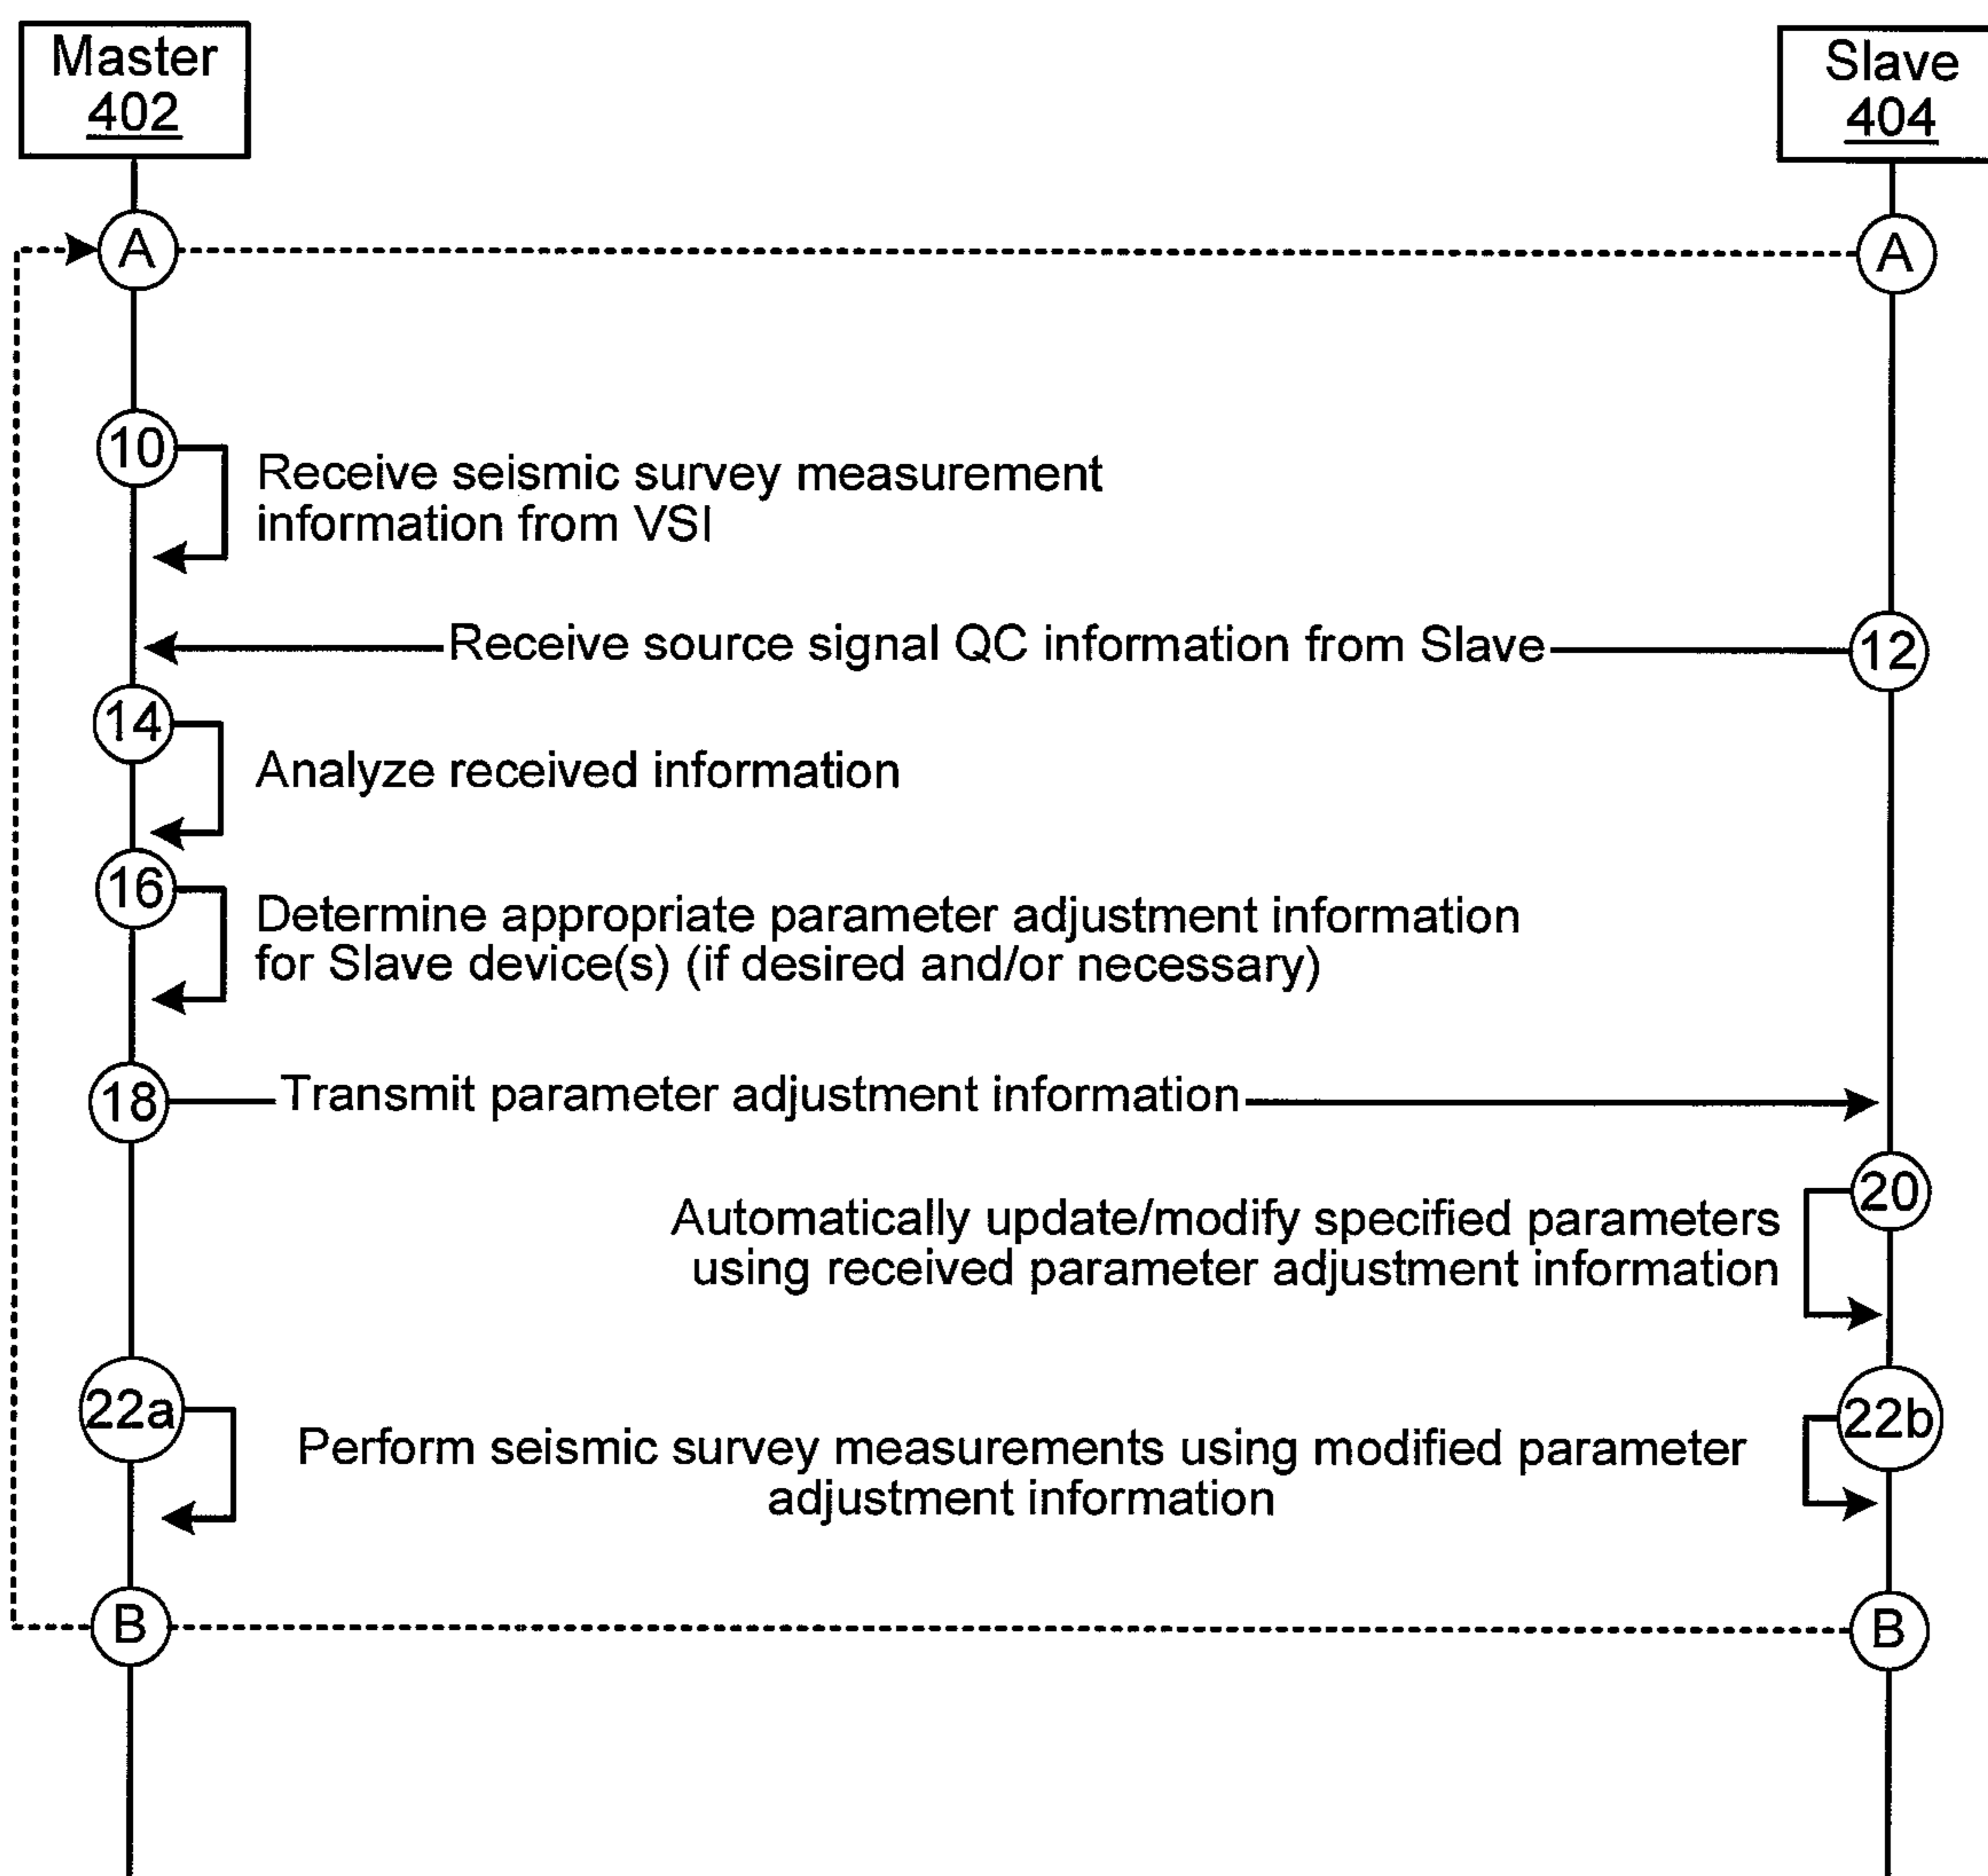 Master
402
Slave
404
A
A
10
Receive seismic survey measurement
information from VSI
Receive source signal QC information from Slave
12
14
Analyze received information
16
Determine appropriate parameter adjustment information
for Slave device(s) (if desired and/or necessary)
18
Transmit parameter adjustment information
20
Automatically update/modify specified parameters
using received parameter adjustment information
22a
22b
Perform seismic survey measurements using modified parameter
adjustment information
B
B